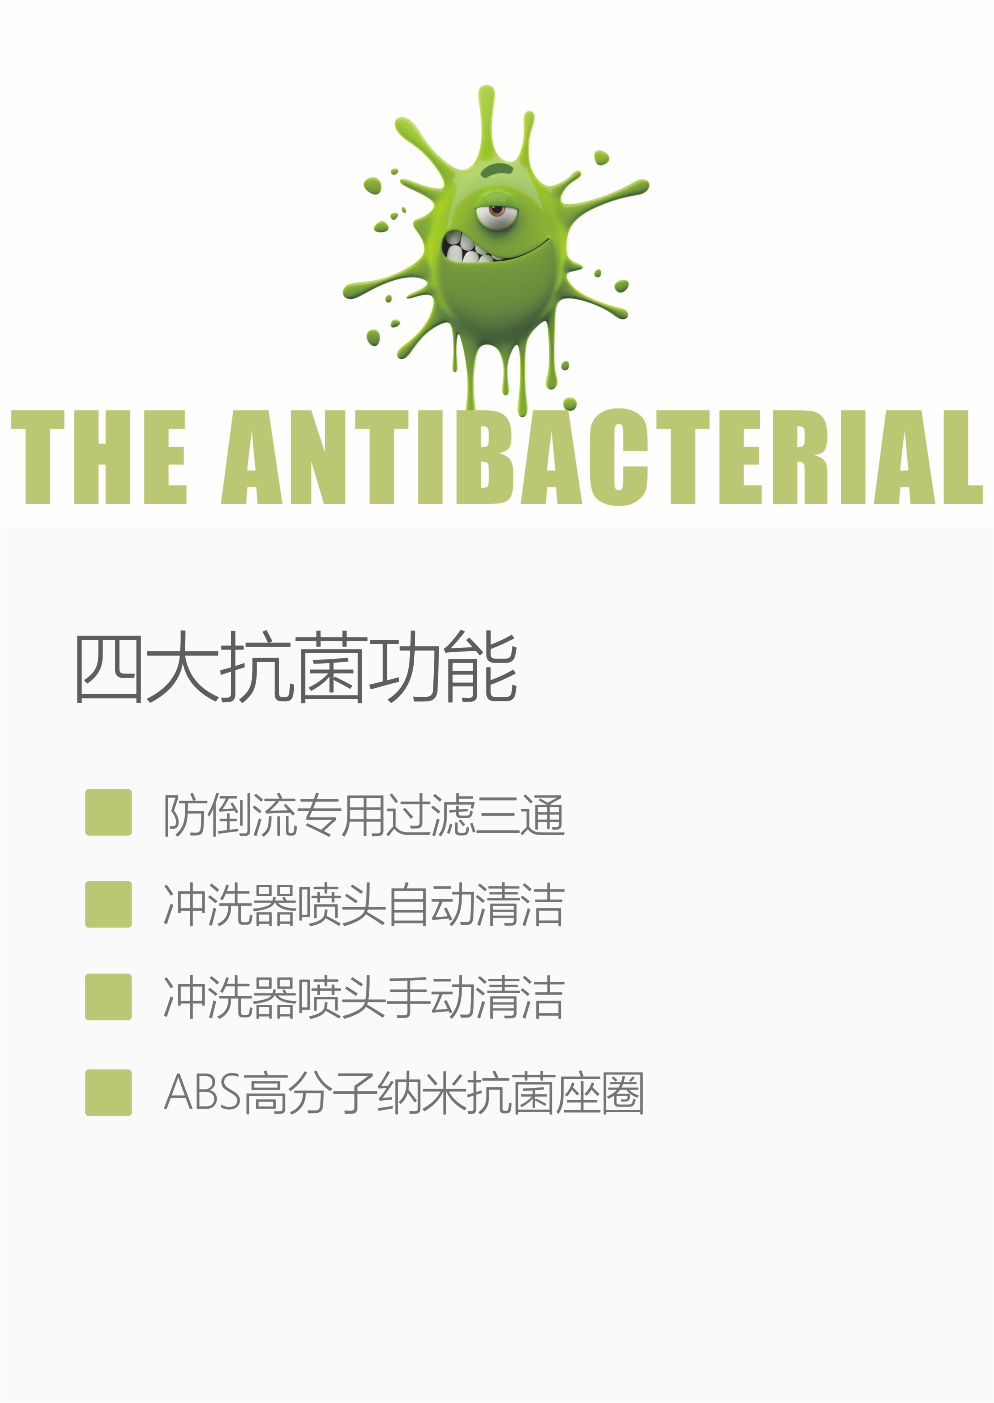 THE ANTIBACTERIAL
四大抗菌功能
防倒流专用过滤三通
冲洗器喷头自动清洁
冲洗器喷头手动清洁
ABS高分子纳米抗菌座圈